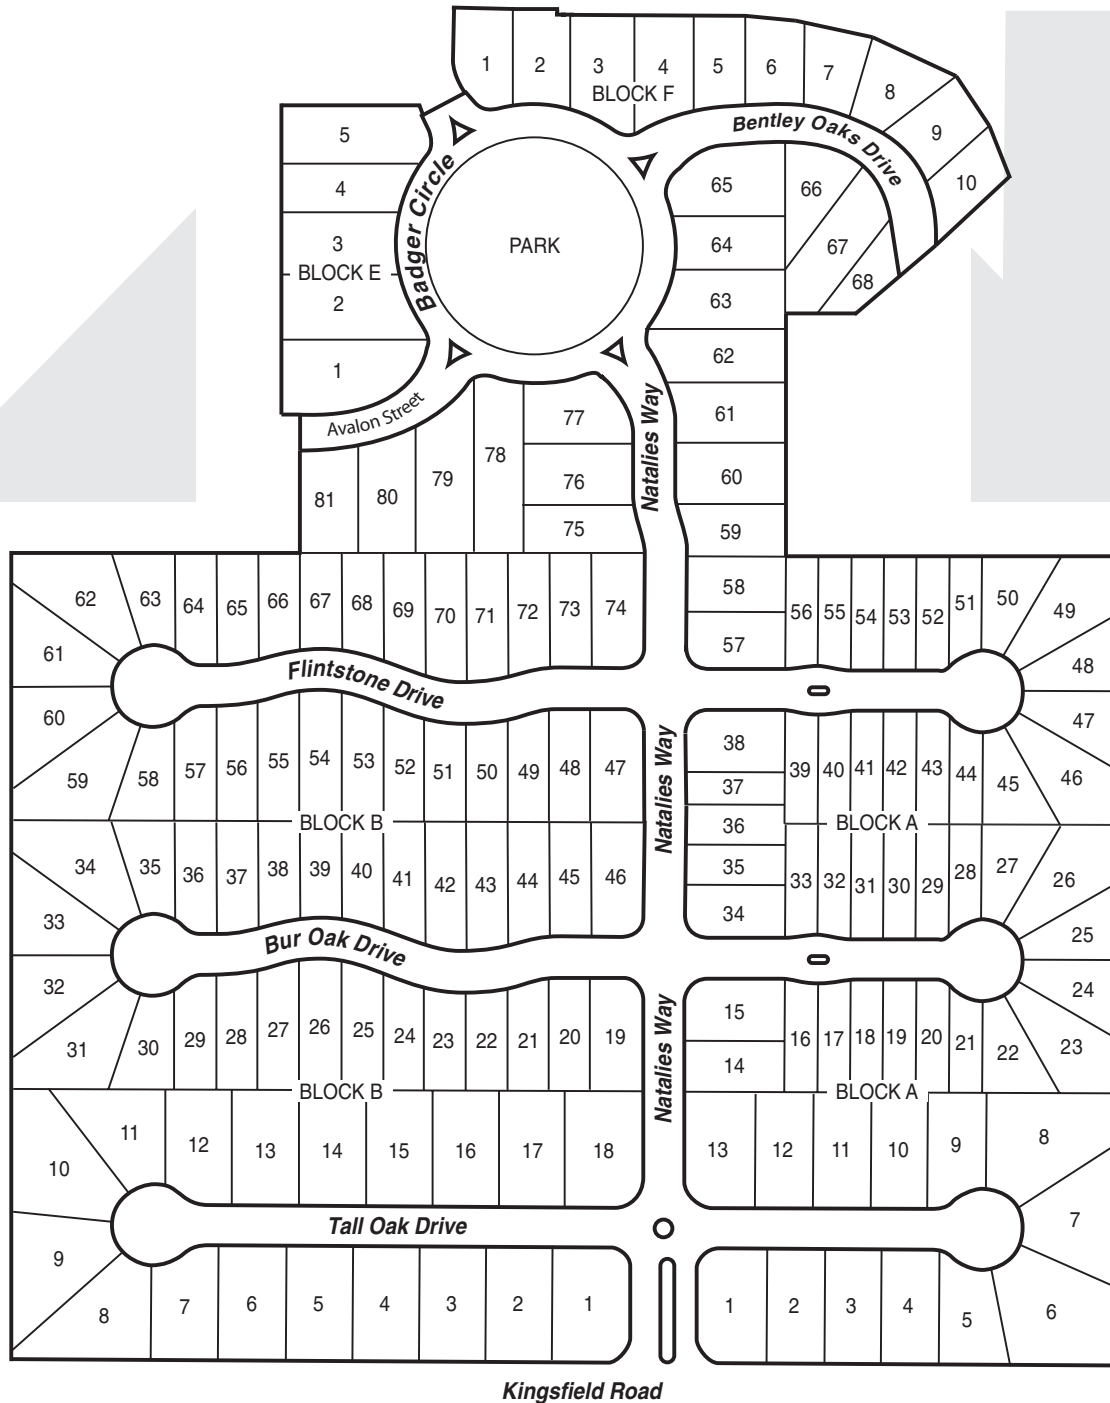 1 2 3 4 5 6 7 8 9 10
BLOCK F
Bentley Oaks Drive
5
4
3
BLOCK E
2
1
Badger Circle
PARK
Avalon Street
65 66
64 67
63 68
62
61
60
59
77
76
75
78
79
80
81
Natalies Way
62 63 64 65 66 67 68 69 70 71 72 73 74
61
58
57
56 55 54 53 52 51 50 49
48
Flintstone Drive
60
59 58 57 56 55 54 53 52 51 50 49 48 47
Natalies Way
38
37
36
35
34
39 40 41 42 43 44 45 46
47
BLOCK B
BLOCK A
34 35 36 37 38 39 40 41 42 43 44 45 46
33
33 32 31 30 29 28 27 26
25
Bur Oak Drive
32
31 30 29 28 27 26 25 24 23 22 21 20 19
Natalies Way
15
14
16 17 18 19 20 21 22 23
24
BLOCK B
BLOCK A
10 11 12 13 14 15 16 17 18
13 12 11 10 9 8
7
Tall Oak Drive
9
8 7 6 5 4 3 2 1
1 2 3 4 5 6
Kingsfield Road